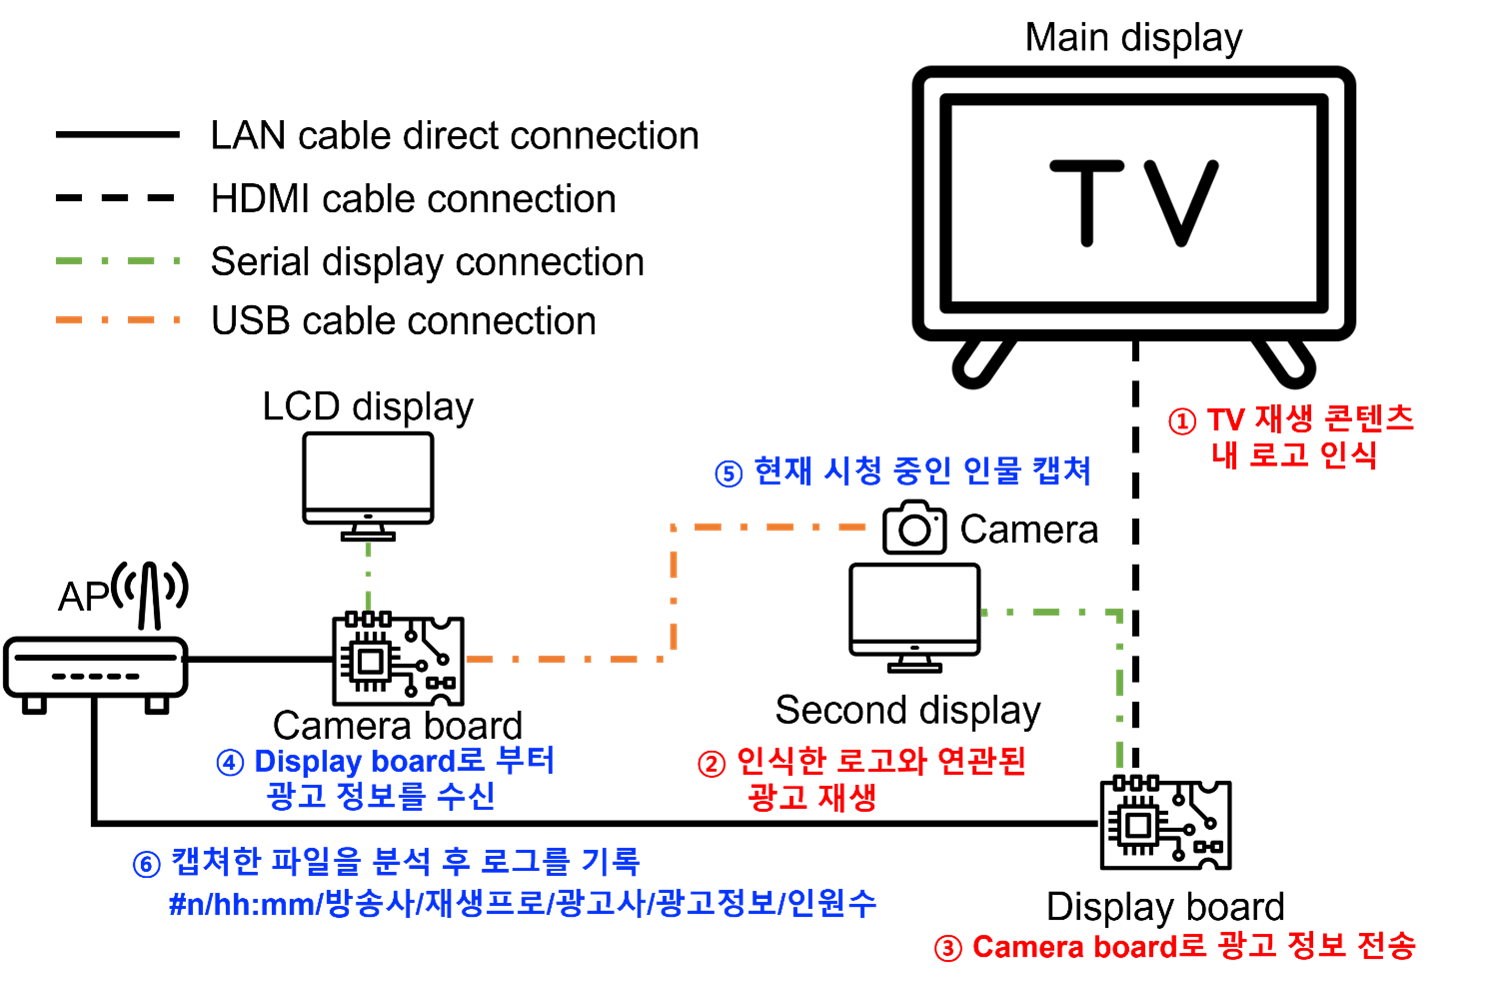 Main display
TV
LAN cable direct connection
HDMI cable connection
Serial display connection
USB cable connection
LCD display
① TV 재생 콘텐츠
내 로고 인식
⑤ 현재 시청 중인 인물 캡쳐
Camera
AP
Camera board
④ Display board로 부터
광고 정보를 수신
Second display
② 인식한 로고와 연관된
광고 재생
⑥ 캡쳐한 파일을 분석 후 로그를 기록
#n/hh:mm/방송사/재생프로/광고사/광고정보/인원수
Display board
③ Camera board로 광고 정보 전송